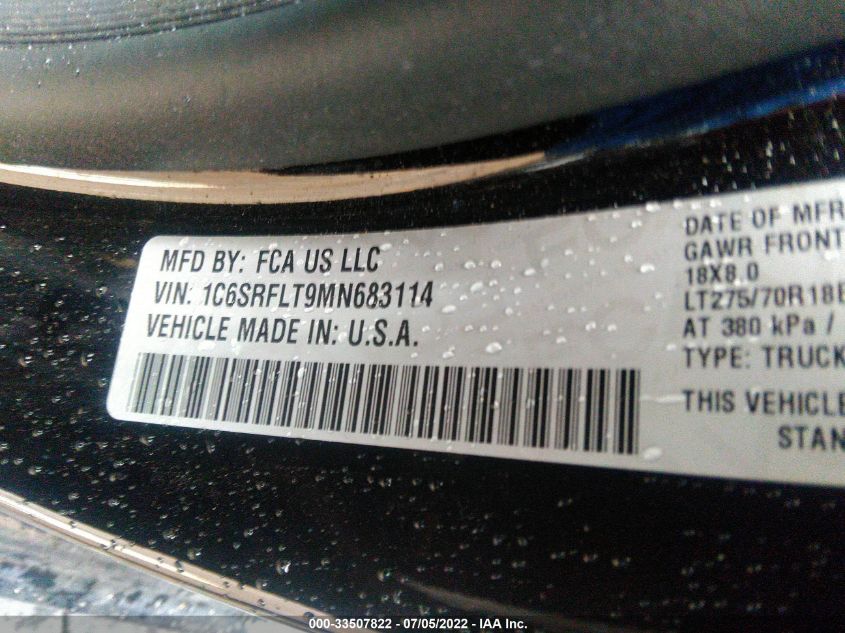 MFD BY: FCA US LLC
VIN: 1C6SRFLT9MN683114
VEHICLE MADE IN: U.S.A.
DATE OF MFR
GAWR FRONT
18X8.0
LT275/70R18E
AT 380 kPa /
TYPE: TRUCK
THIS VEHICLE
STAN
000-33507822 - 07/05/2022 - IAA Inc.